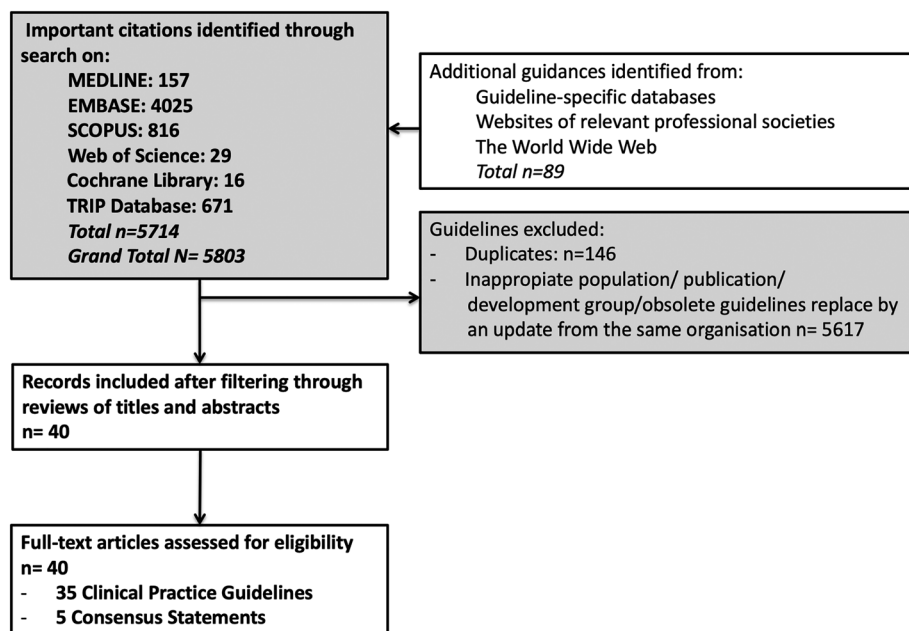 Important citations identified through
search on:
MEDLINE: 157
EMBASE: 4025
SCOPUS: 816
Web of Science: 29
Cochrane Library: 16
TRIP Database: 671
Total n=5714
Grand Total N= 5803
Additional guidances identified from:
Guideline-specific databases
Websites of relevant professional societies
The World Wide Web
Total n=89
Guidelines excluded:
- Duplicates: n=146
- Inappropiate population/ publication/
development group/obsolete guidelines replace by
an update from the same organisation n= 5617
Records included after filtering through
reviews of titles and abstracts
n= 40
Full-text articles assessed for eligibility
n= 40
- 35 Clinical Practice Guidelines
- 5 Consensus Statements